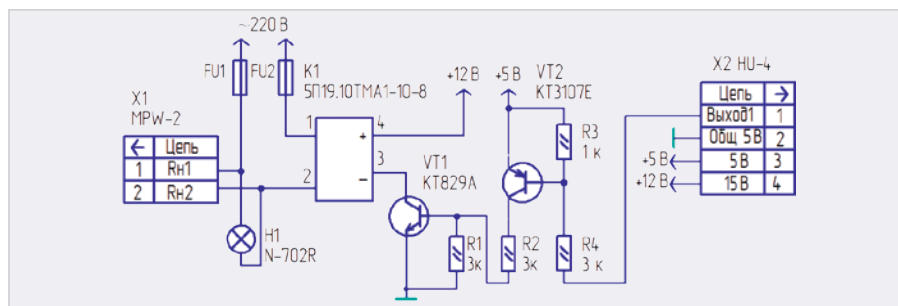 ~220 В
FU1
FU2
K1
5П19.10ТМА1-10-8
+12 В
+5 В
VT2
КТ3107Е
X2 HU-4
Цепь →
Выход1 1
Общ 5В 2
5 В 3
15 В 4
+5 В
+12 В
X1
MPW-2
← Цепь
1 Rн1
2 Rн2
1
4
+
3
2
−
VT1
КТ829А
R3
1 к
H1
N-702R
R1
3к
R2
3к
R4
3 к